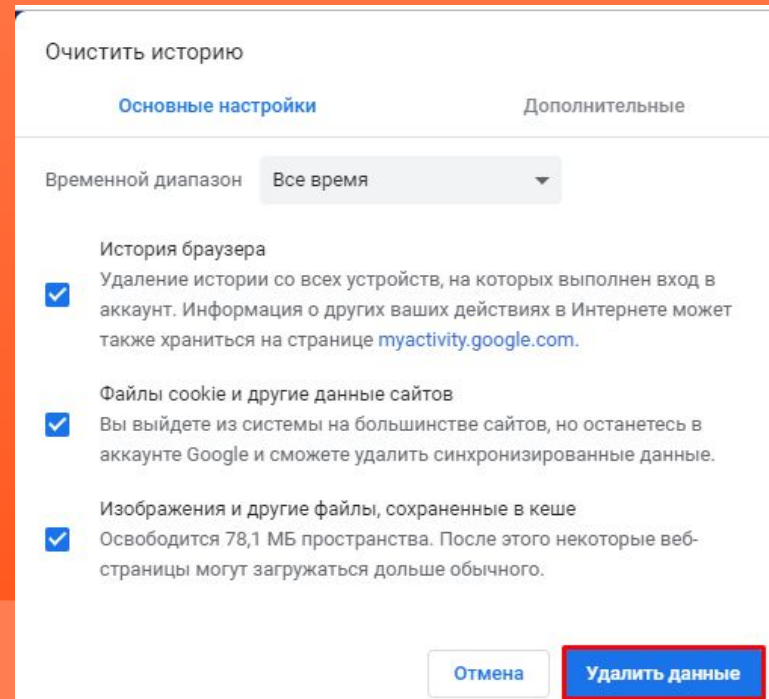 Очистить историю
Основные настройки
Дополнительные
Временной диапазон
Все время
История браузера
Удаление истории со всех устройств, на которых выполнен вход в
аккаунт. Информация о других ваших действиях в Интернете может
также храниться на странице myactivity.google.com.
Файлы cookie и другие данные сайтов
Вы выйдете из системы на большинстве сайтов, но останетесь в
аккаунте Google и сможете удалить синхронизированные данные.
Изображения и другие файлы, сохраненные в кеше
Освободится 78,1 МБ пространства. После этого некоторые веб-
страницы могут загружаться дольше обычного.
Отмена
Удалить данные